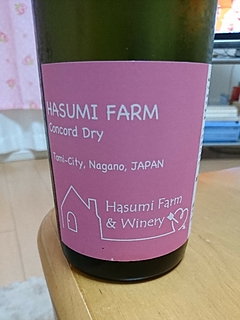 HASUMI FARM
Concord Dry
Tomi-City, Nagano, JAPAN
Hasumi Farm
& Winery